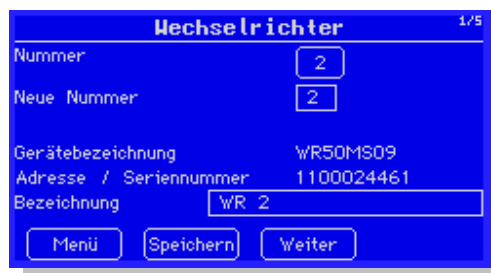 Wechselrichter 1/5
Nummer 2
Neue Nummer 2
Gerätebezeichnung WR50MS09
Adresse / Seriennummer 1100024461
Bezeichnung WR 2
Menü Speichern Weiter